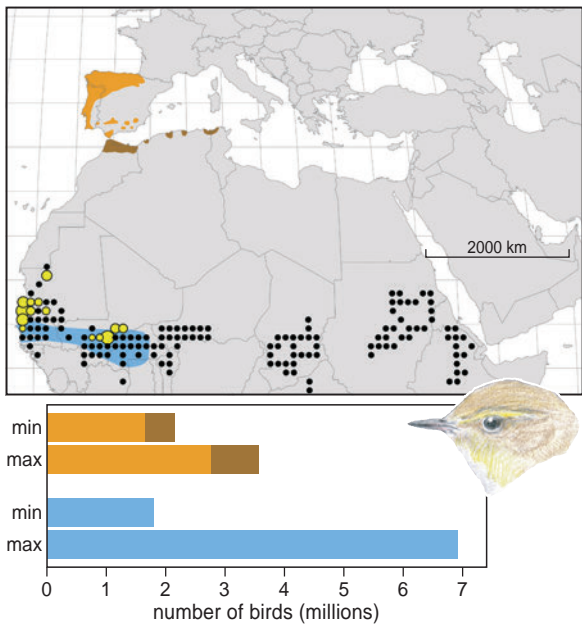 2000 km
min
max
min
max
0 1 2 3 4 5 6 7
number of birds (millions)